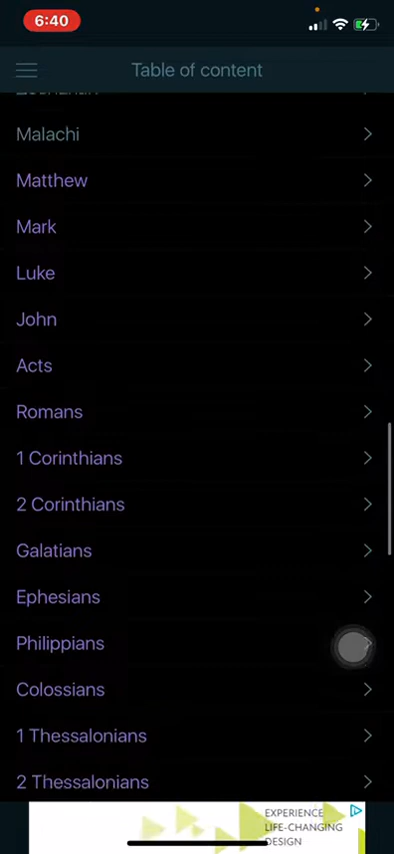 6:40
Table of content
Malachi
Matthew
Mark
Luke
John
Acts
Romans
1 Corinthians
2 Corinthians
Galatians
Ephesians
Philippians
Colossians
1 Thessalonians
2 Thessalonians
EXPERIENCE
LIFE-CHANGING
DESIGN